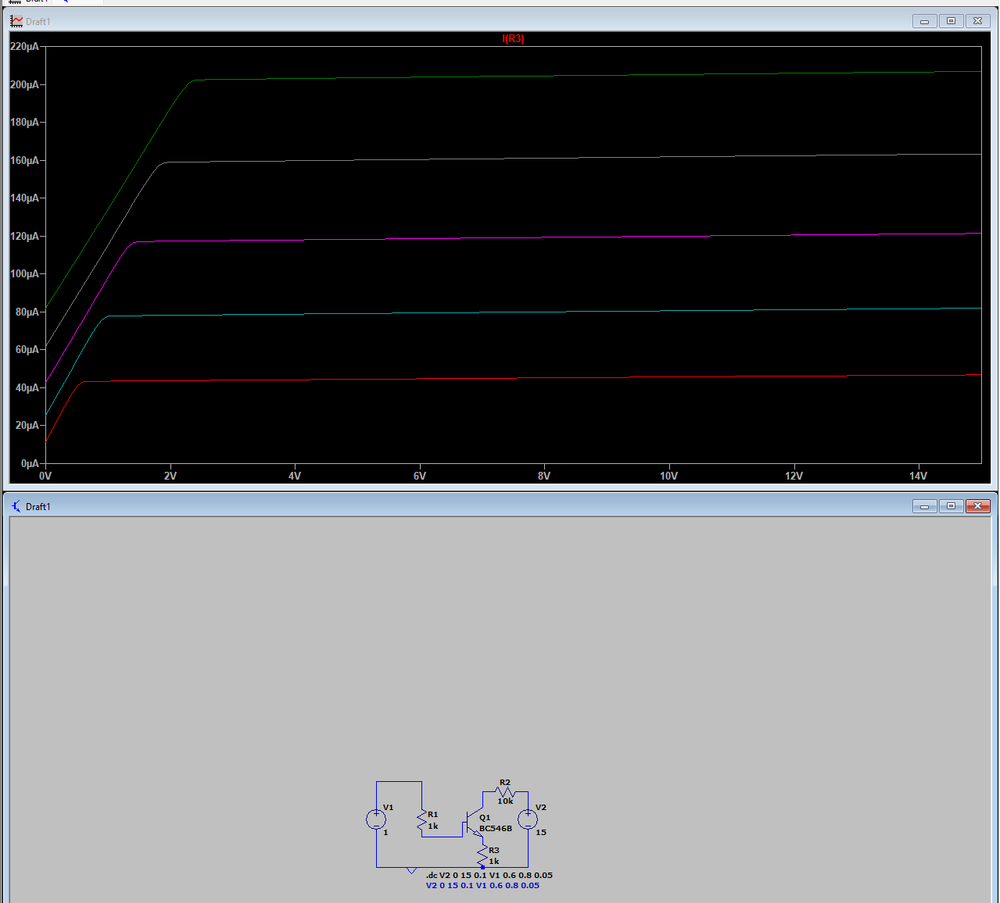 Draft1
I(R3)
220µA
200µA
180µA
160µA
140µA
120µA
100µA
80µA
60µA
40µA
20µA
0µA
0V 2V 4V 6V 8V 10V 12V 14V
Draft1
R2
10k
V1
1
R1
1k
Q1
BC546B
V2
15
R3
1k
.dc V2 0 15 0.1 V1 0.6 0.8 0.05
V2 0 15 0.1 V1 0.6 0.8 0.05